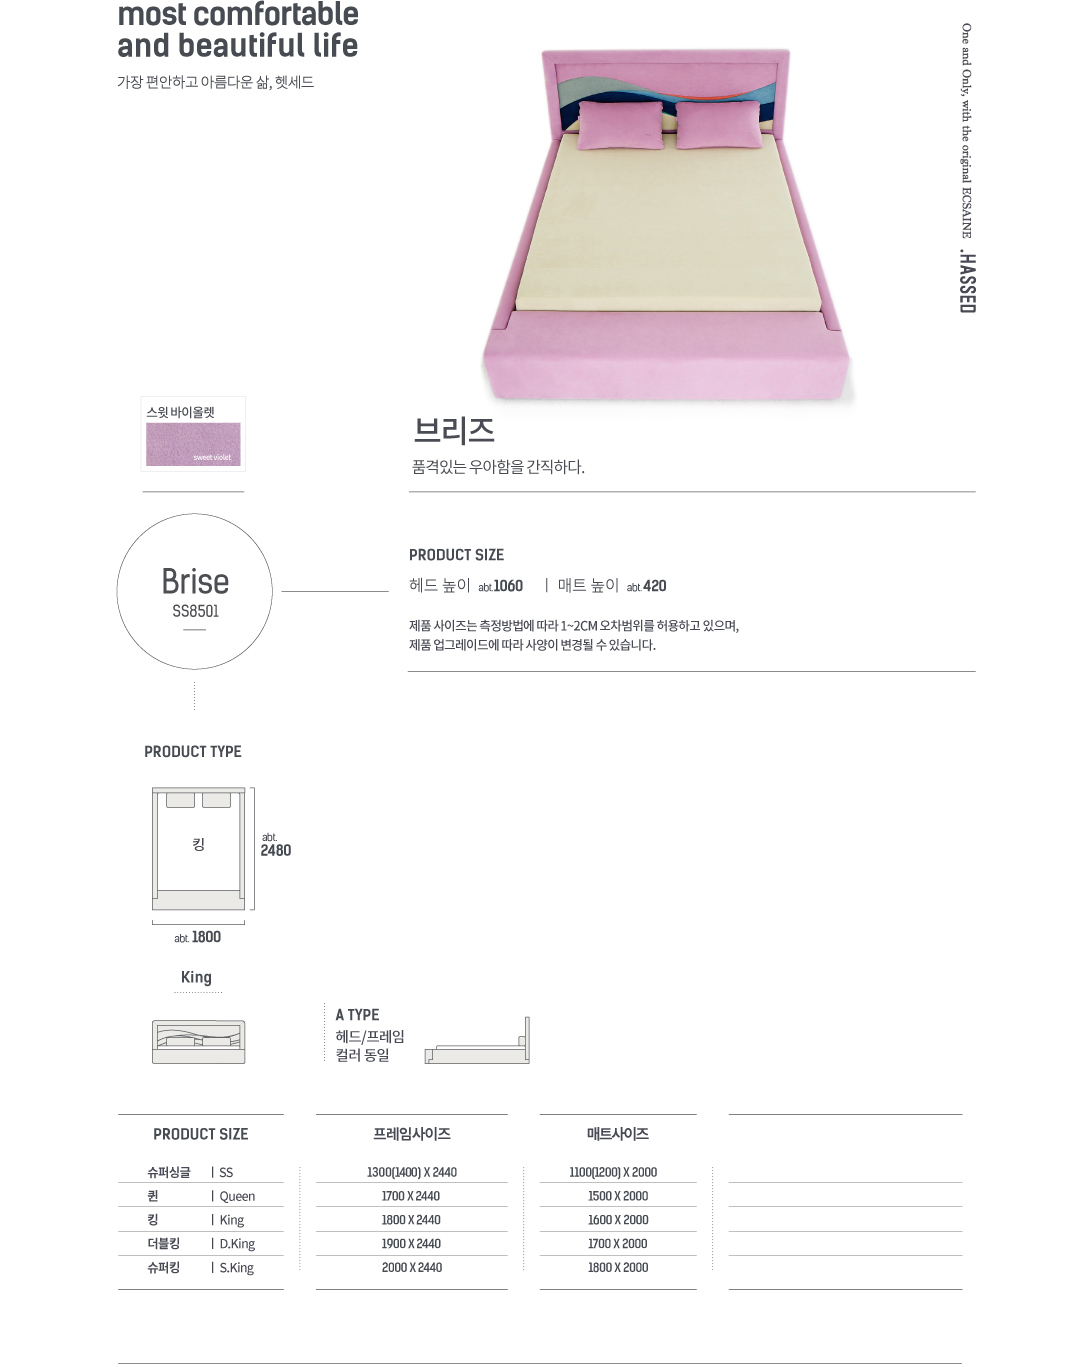 most comfortable
and beautiful life
가장 편안하고 아름다운 삶, 헷세드
One and Only, with the original ECSAINE .HASSED
스윗 바이올렛
sweet violet
브리즈
품격있는 우아함을 간직하다.
Brise
SS8501
PRODUCT SIZE
헤드 높이 abt.1060 | 매트 높이 abt.420
제품 사이즈는 측정방법에 따라 1~2CM 오차범위를 허용하고 있으며,
제품 업그레이드에 따라 사양이 변경될 수 있습니다.
PRODUCT TYPE
킹
abt.
2480
abt. 1800
King
A TYPE
헤드/프레임
컬러 동일
PRODUCT SIZE 프레임사이즈 매트사이즈
슈퍼싱글 | SS 1300(1400) X 2440 1100(1200) X 2000
퀸 | Queen 1700 X 2440 1500 X 2000
킹 | King 1800 X 2440 1600 X 2000
더블킹 | D.King 1900 X 2440 1700 X 2000
슈퍼킹 | S.King 2000 X 2440 1800 X 2000